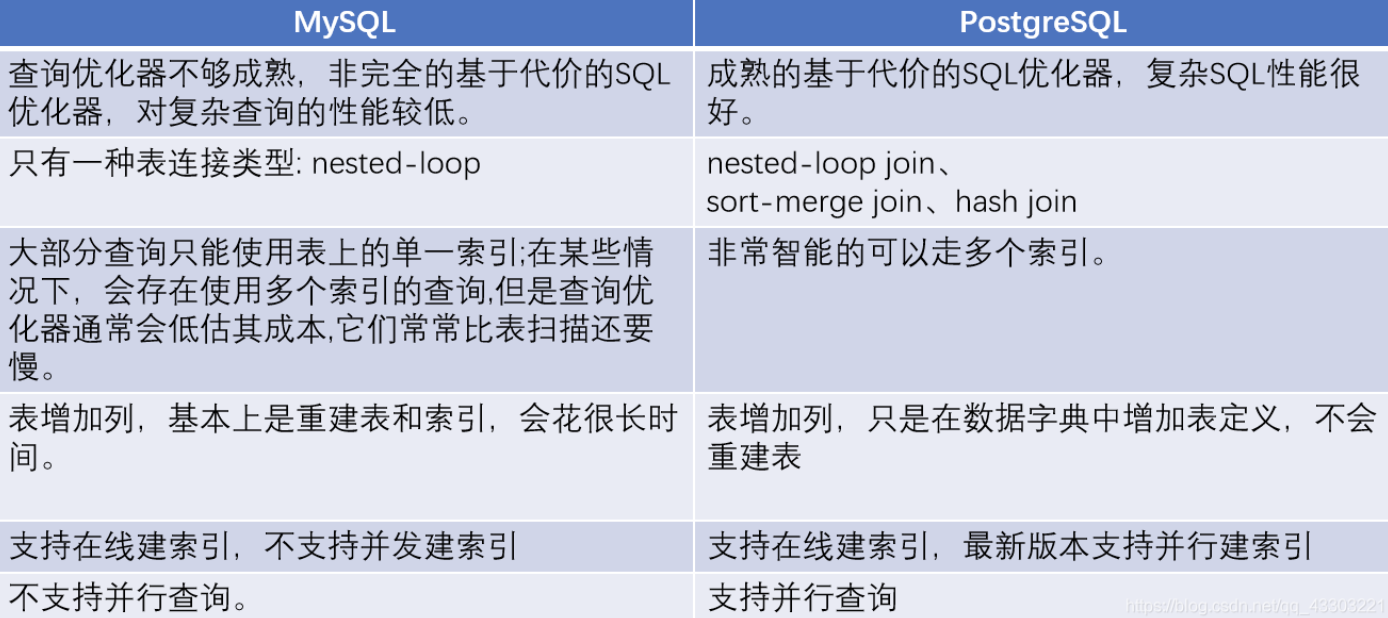 MySQL
PostgreSQL
查询优化器不够成熟，非完全的基于代价的SQL
优化器，对复杂查询的性能较低。
成熟的基于代价的SQL优化器，复杂SQL性能很
好。
只有一种表连接类型: nested-loop
nested-loop join、
sort-merge join、hash join
大部分查询只能使用表上的单一索引;在某些情
况下，会存在使用多个索引的查询,但是查询优
化器通常会低估其成本,它们常常比表扫描还要
慢。
非常智能的可以走多个索引。
表增加列，基本上是重建表和索引，会花很长时
间。
表增加列，只是在数据字典中增加表定义，不会
重建表
支持在线建索引，不支持并发建索引
支持在线建索引，最新版本支持并行建索引
不支持并行查询。
支持并行查询
https://blog.csdn.net/qq_43303221